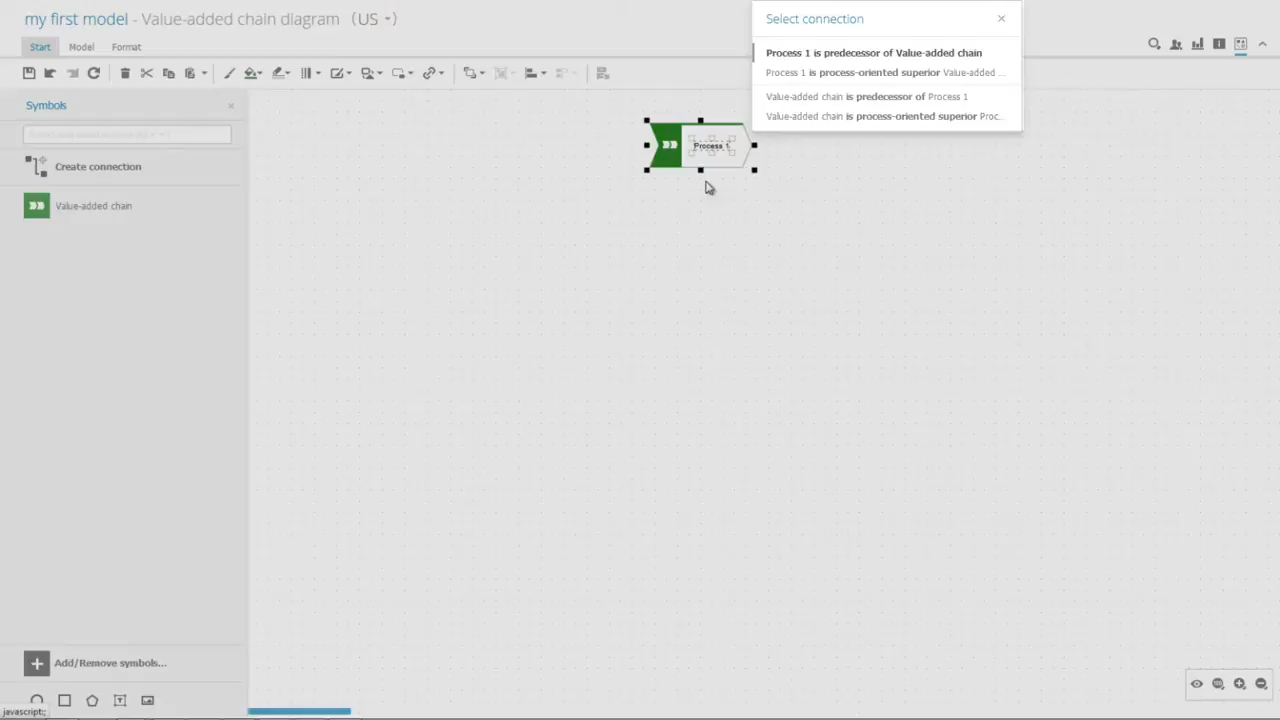 my first model - Value-added chain diagram (US)
Select connection
Start Model Format
Process 1 is predecessor of Value-added chain
Process 1 is process-oriented superior Value-added ...
Value-added chain is predecessor of Process 1
Value-added chain is process-oriented superior Proc...
Symbols
Create connection
Value-added chain
Process 1
Add/Remove symbols...
javascript:;